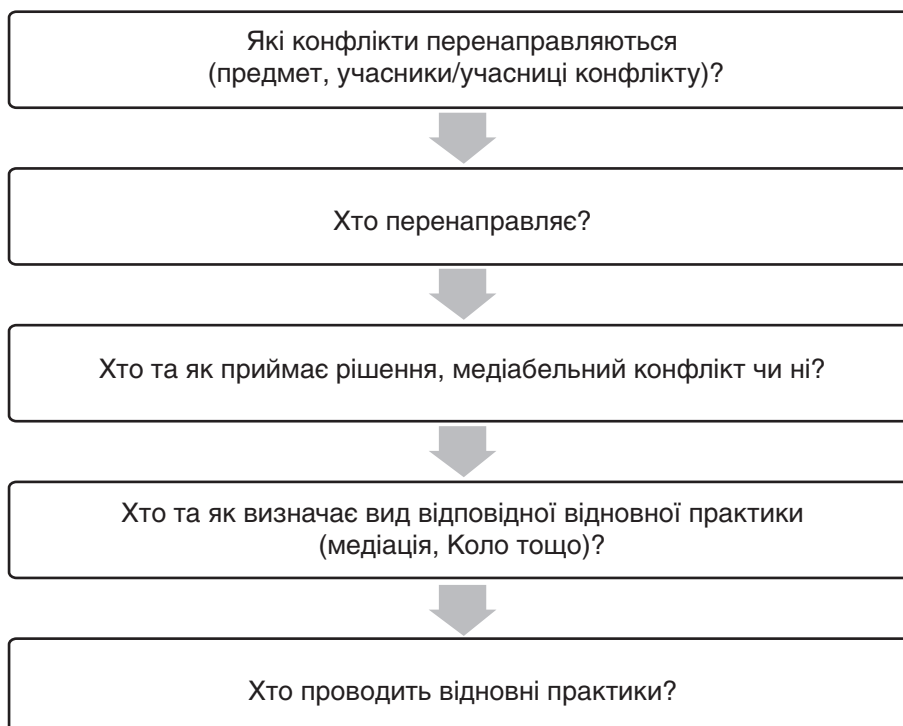 Які конфлікти перенаправляються
(предмет, учасники/учасниці конфлікту)?
Хто перенаправляє?
Хто та як приймає рішення, медіабельний конфлікт чи ні?
Хто та як визначає вид відповідної відновної практики
(медіація, Коло тощо)?
Хто проводить відновні практики?